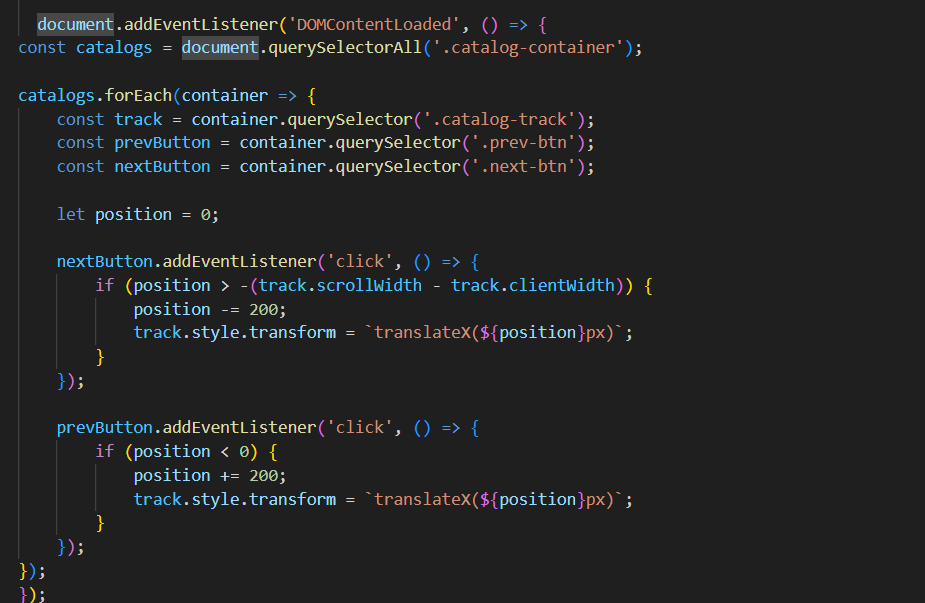 document.addEventListener('DOMContentLoaded', () => {
const catalogs = document.querySelectorAll('.catalog-container');
catalogs.forEach(container => {
const track = container.querySelector('.catalog-track');
const prevButton = container.querySelector('.prev-btn');
const nextButton = container.querySelector('.next-btn');
let position = 0;
nextButton.addEventListener('click', () => {
if (position > -(track.scrollWidth - track.clientWidth)) {
position -= 200;
track.style.transform = `translateX(${position}px)`;
}
});
prevButton.addEventListener('click', () => {
if (position < 0) {
position += 200;
track.style.transform = `translateX(${position}px)`;
}
});
});
});